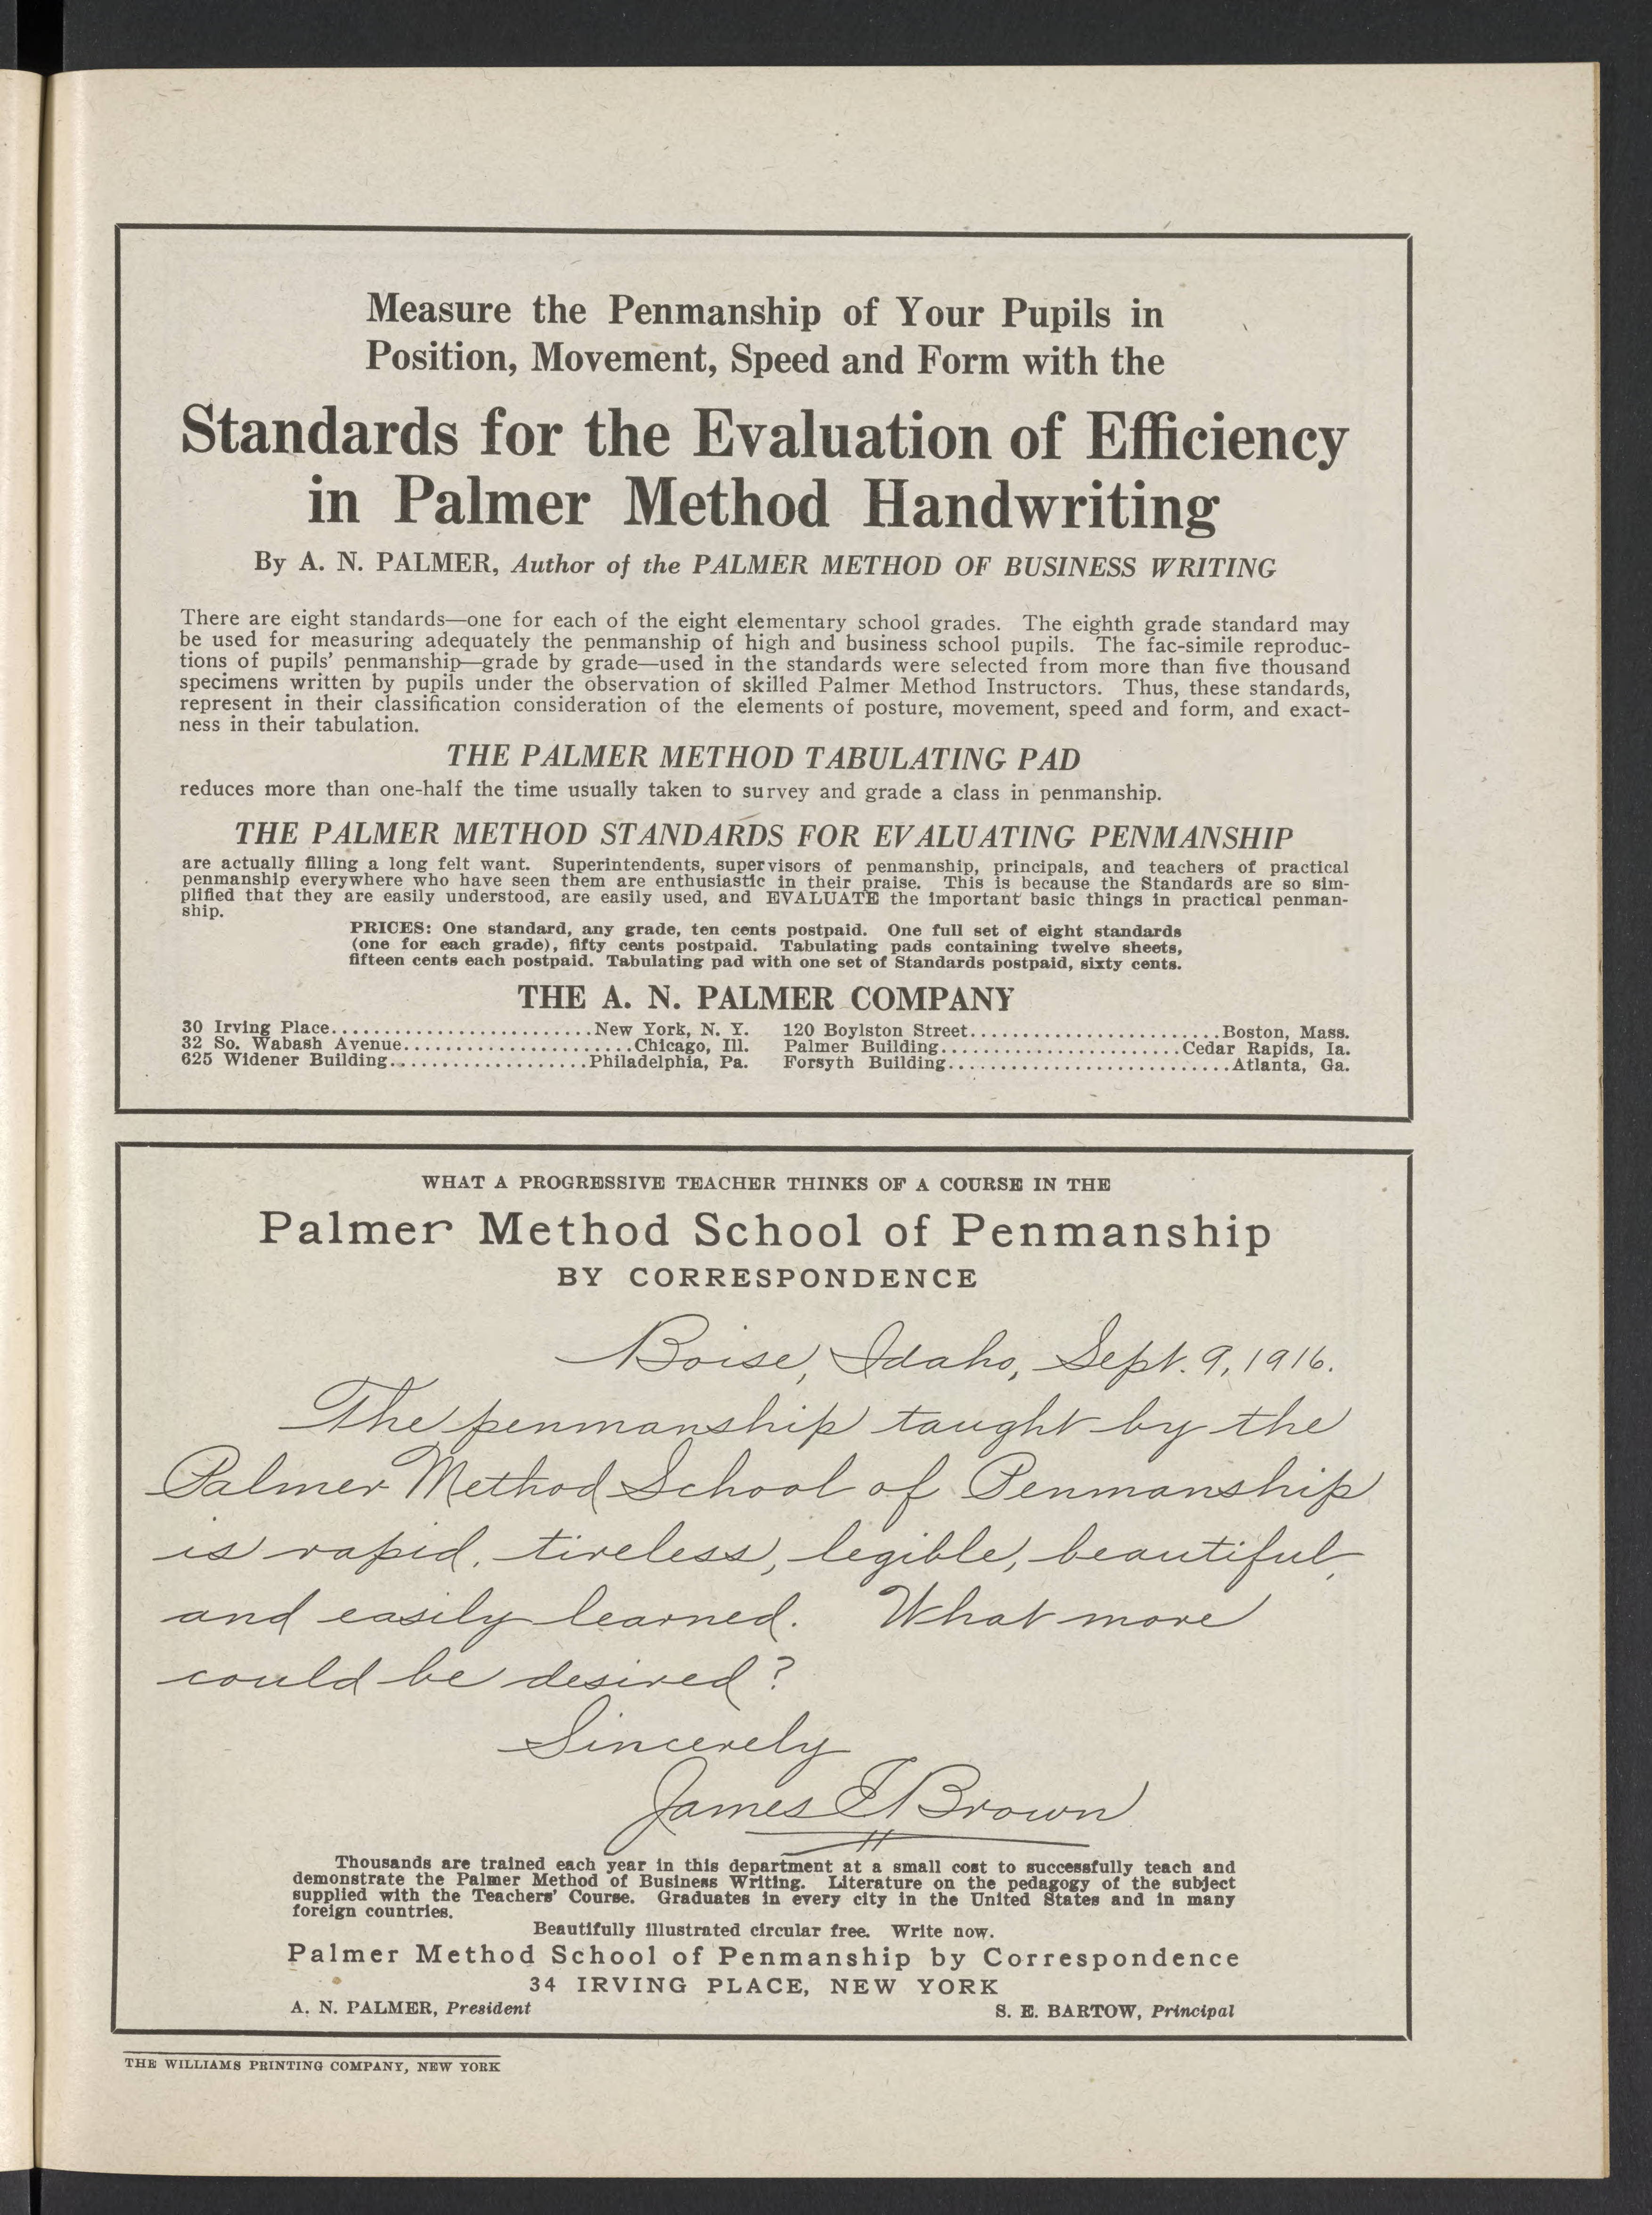 Measure the Penmanship of Your Pupils in
Position, Movement, Speed and Form with the
Standards for the Evaluation of Efficiency
in Palmer Method Handwriting
By A. N. PALMER, Author of the PALMER METHOD OF BUSINESS WRITING
There are eight standards—one for each of the eight elementary school grades. The eighth grade standard may
be used for measuring adequately the penmanship of high and business school pupils. The fac-simile reproduc-
tions of pupils' penmanship—grade by grade—used in the standards were selected from more than five thousand
specimens written by pupils under the observation of skilled Palmer Method Instructors. Thus, these standards,
represent in their classification consideration of the elements of posture, movement, speed and form, and exact-
ness in their tabulation.
THE PALMER METHOD TABULATING PAD
reduces more than one-half the time usually taken to survey and grade a class in penmanship.
THE PALMER METHOD STANDARDS FOR EVALUATING PENMANSHIP
are actually filling a long felt want. Superintendents, supervisors of penmanship, principals, and teachers of practical
penmanship everywhere who have seen them are enthusiastic in their praise. This is because the Standards are so sim-
plified that they are easily understood, are easily used, and EVALUATE the important basic things in practical penman-
ship.
PRICES: One standard, any grade, ten cents postpaid. One full set of eight standards
(one for each grade), fifty cents postpaid. Tabulating pads containing twelve sheets,
fifteen cents each postpaid. Tabulating pad with one set of Standards postpaid, sixty cents.
THE A. N. PALMER COMPANY
30 Irving Place.........................New York, N. Y. 120 Boylston Street........................Boston, Mass.
32 So. Wabash Avenue......................Chicago, Ill. Palmer Building.......................Cedar Rapids, Ia.
625 Widener Building...................Philadelphia, Pa. Forsyth Building...........................Atlanta, Ga.
WHAT A PROGRESSIVE TEACHER THINKS OF A COURSE IN THE
Palmer Method School of Penmanship
BY CORRESPONDENCE
Boise, Idaho, Sept. 9, 1916.
The penmanship taught by the
Palmer Method School of Penmanship
is rapid, tireless, legible, beautiful,
and easily learned. What more
could be desired?
Sincerely
James T Brown
Thousands are trained each year in this department at a small cost to successfully teach and
demonstrate the Palmer Method of Business Writing. Literature on the pedagogy of the subject
supplied with the Teachers' Course. Graduates in every city in the United States and in many
foreign countries.
Beautifully illustrated circular free. Write now.
Palmer Method School of Penmanship by Correspondence
34 IRVING PLACE, NEW YORK
A. N. PALMER, President S. E. BARTOW, Principal
THE WILLIAMS PRINTING COMPANY, NEW YORK